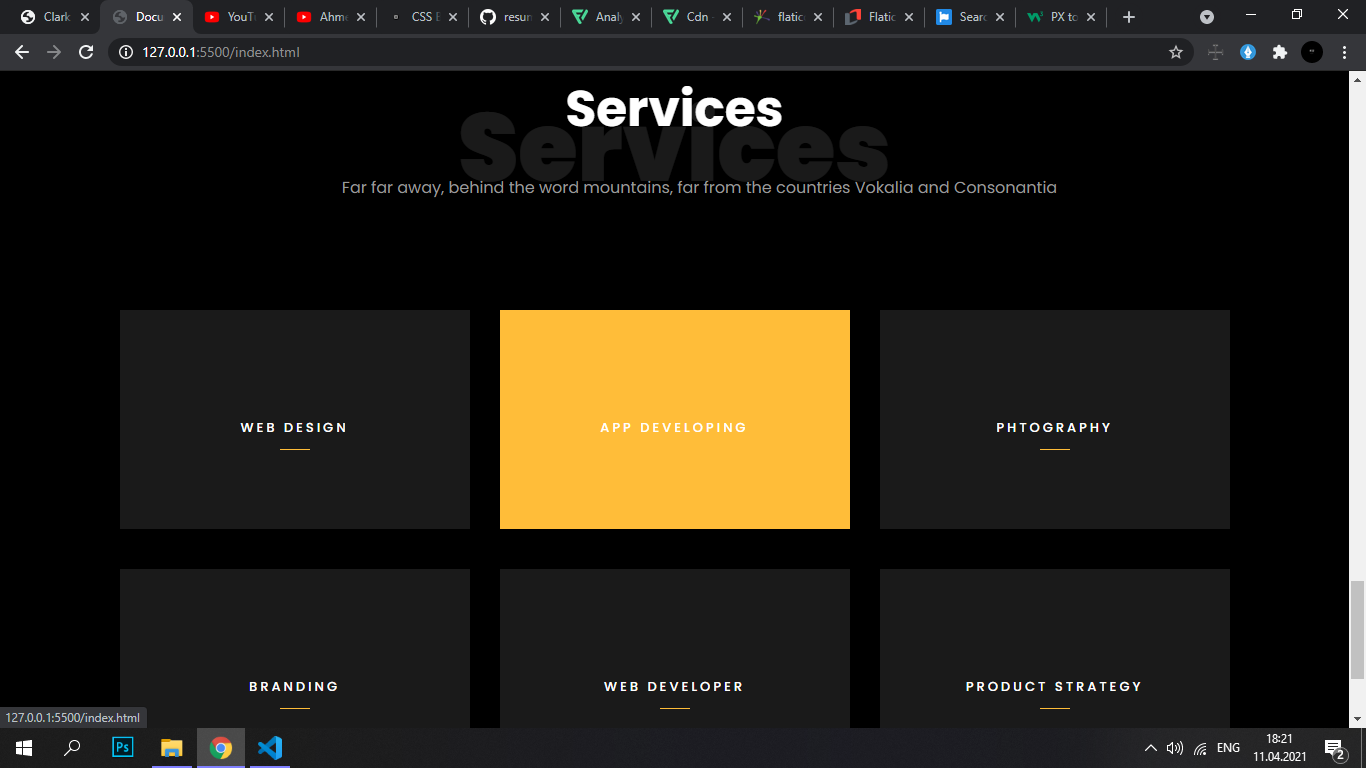 Clark
Docu
YouTu
Ahme
CSS E
resun
Analy
Cdn -
flatico
Flatic
Searc
PX to
127.0.0.1:5500/index.html
Services
Services
Far far away, behind the word mountains, far from the countries Vokalia and Consonantia
WEB DESIGN
APP DEVELOPING
PHTOGRAPHY
BRANDING
WEB DEVELOPER
PRODUCT STRATEGY
127.0.0.1:5500/index.html
Ps
ENG
18:21
11.04.2021
2